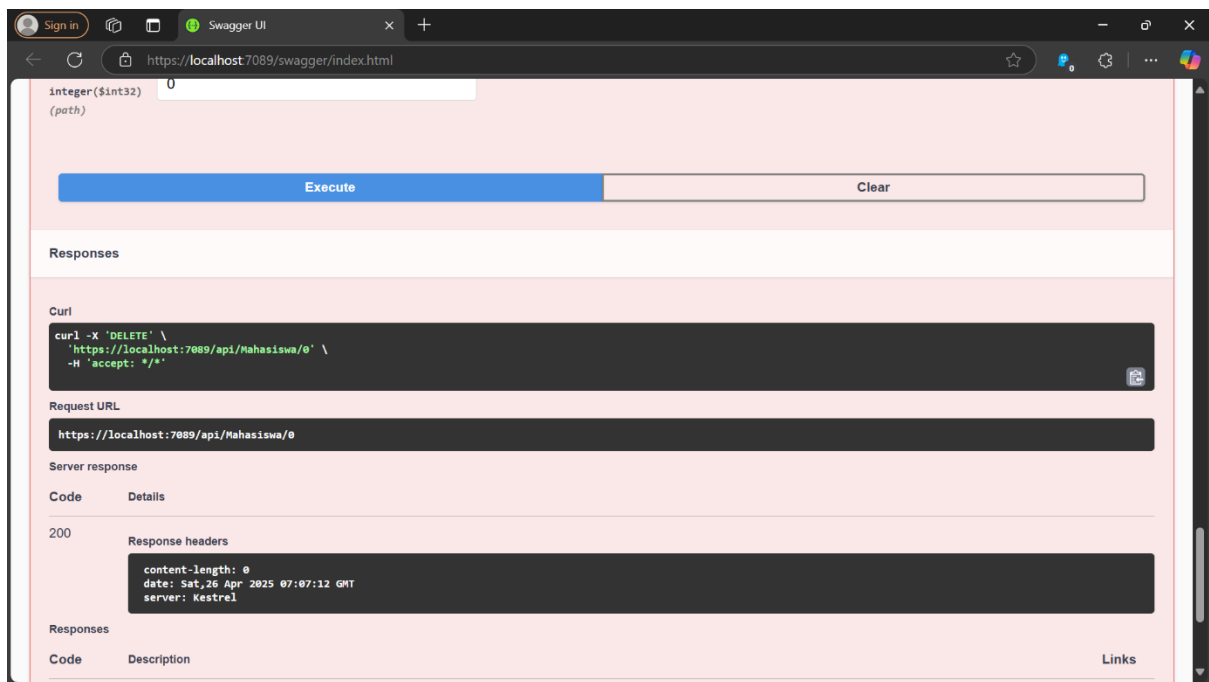 Sign in
Swagger UI
https://localhost:7089/swagger/index.html
0
integer($int32)
0
(path)
Execute
Clear
Responses
Curl
curl -X 'DELETE' \
'https://localhost:7089/api/Mahasiswa/0' \
-H 'accept: */*'
Request URL
https://localhost:7089/api/Mahasiswa/0
Server response
Code Details
200
Response headers
content-length: 0
date: Sat,26 Apr 2025 07:07:12 GMT
server: Kestrel
Responses
Code Description Links